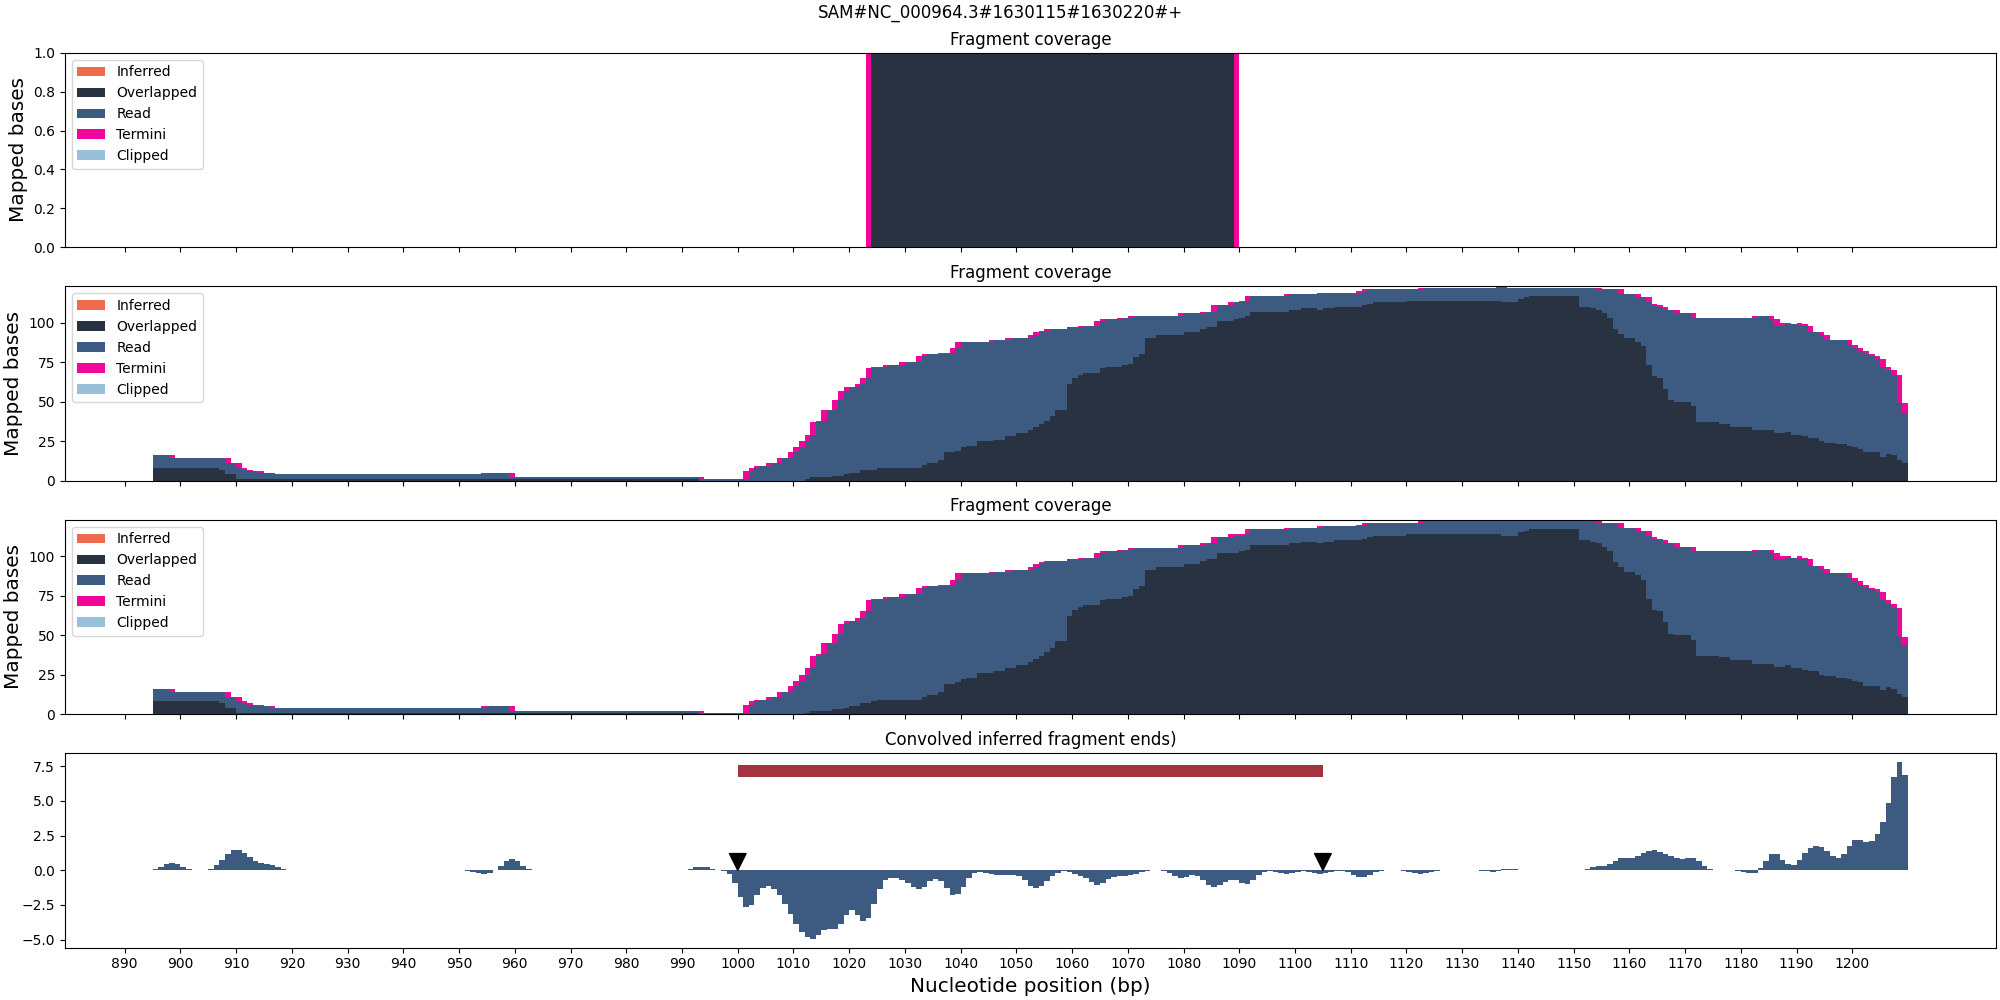 SAM#NC_000964.3#1630115#1630220#+
Fragment coverage
Mapped bases
1.0
0.8
0.6
0.4
0.2
0.0
Inferred
Overlapped
Read
Termini
Clipped
Fragment coverage
Mapped bases
100
75
50
25
0
Inferred
Overlapped
Read
Termini
Clipped
Fragment coverage
Mapped bases
100
75
50
25
0
Inferred
Overlapped
Read
Termini
Clipped
Convolved inferred fragment ends)
7.5
5.0
2.5
0.0
−2.5
−5.0
890 900 910 920 930 940 950 960 970 980 990 1000 1010 1020 1030 1040 1050 1060 1070 1080 1090 1100 1110 1120 1130 1140 1150 1160 1170 1180 1190 1200
Nucleotide position (bp)